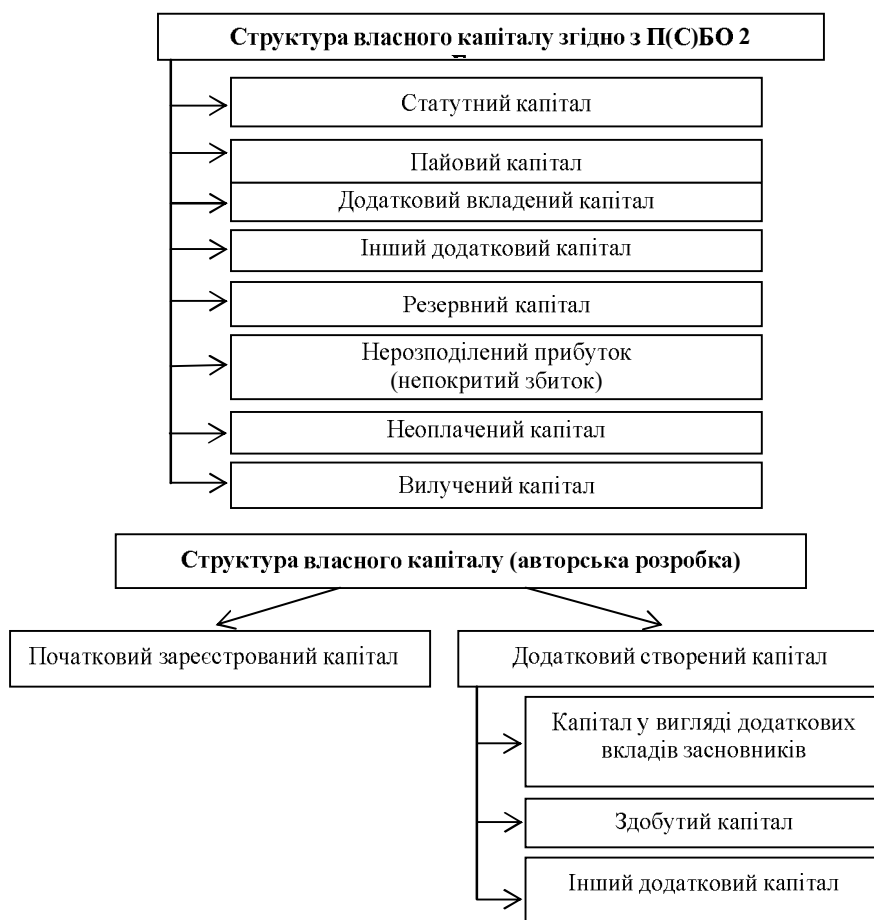 Структура власного капіталу згідно з П(С)БО 2
Статутний капітал
Пайовий капітал
Додатковий вкладений капітал
Інший додатковий капітал
Резервний капітал
Нерозподілений прибуток
(непокритий збиток)
Неоплачений капітал
Вилучений капітал
Структура власного капіталу (авторська розробка)
Початковий зареєстрований капітал
Додатковий створений капітал
Капітал у вигляді додаткових
вкладів засновників
Здобутий капітал
Інший додатковий капітал